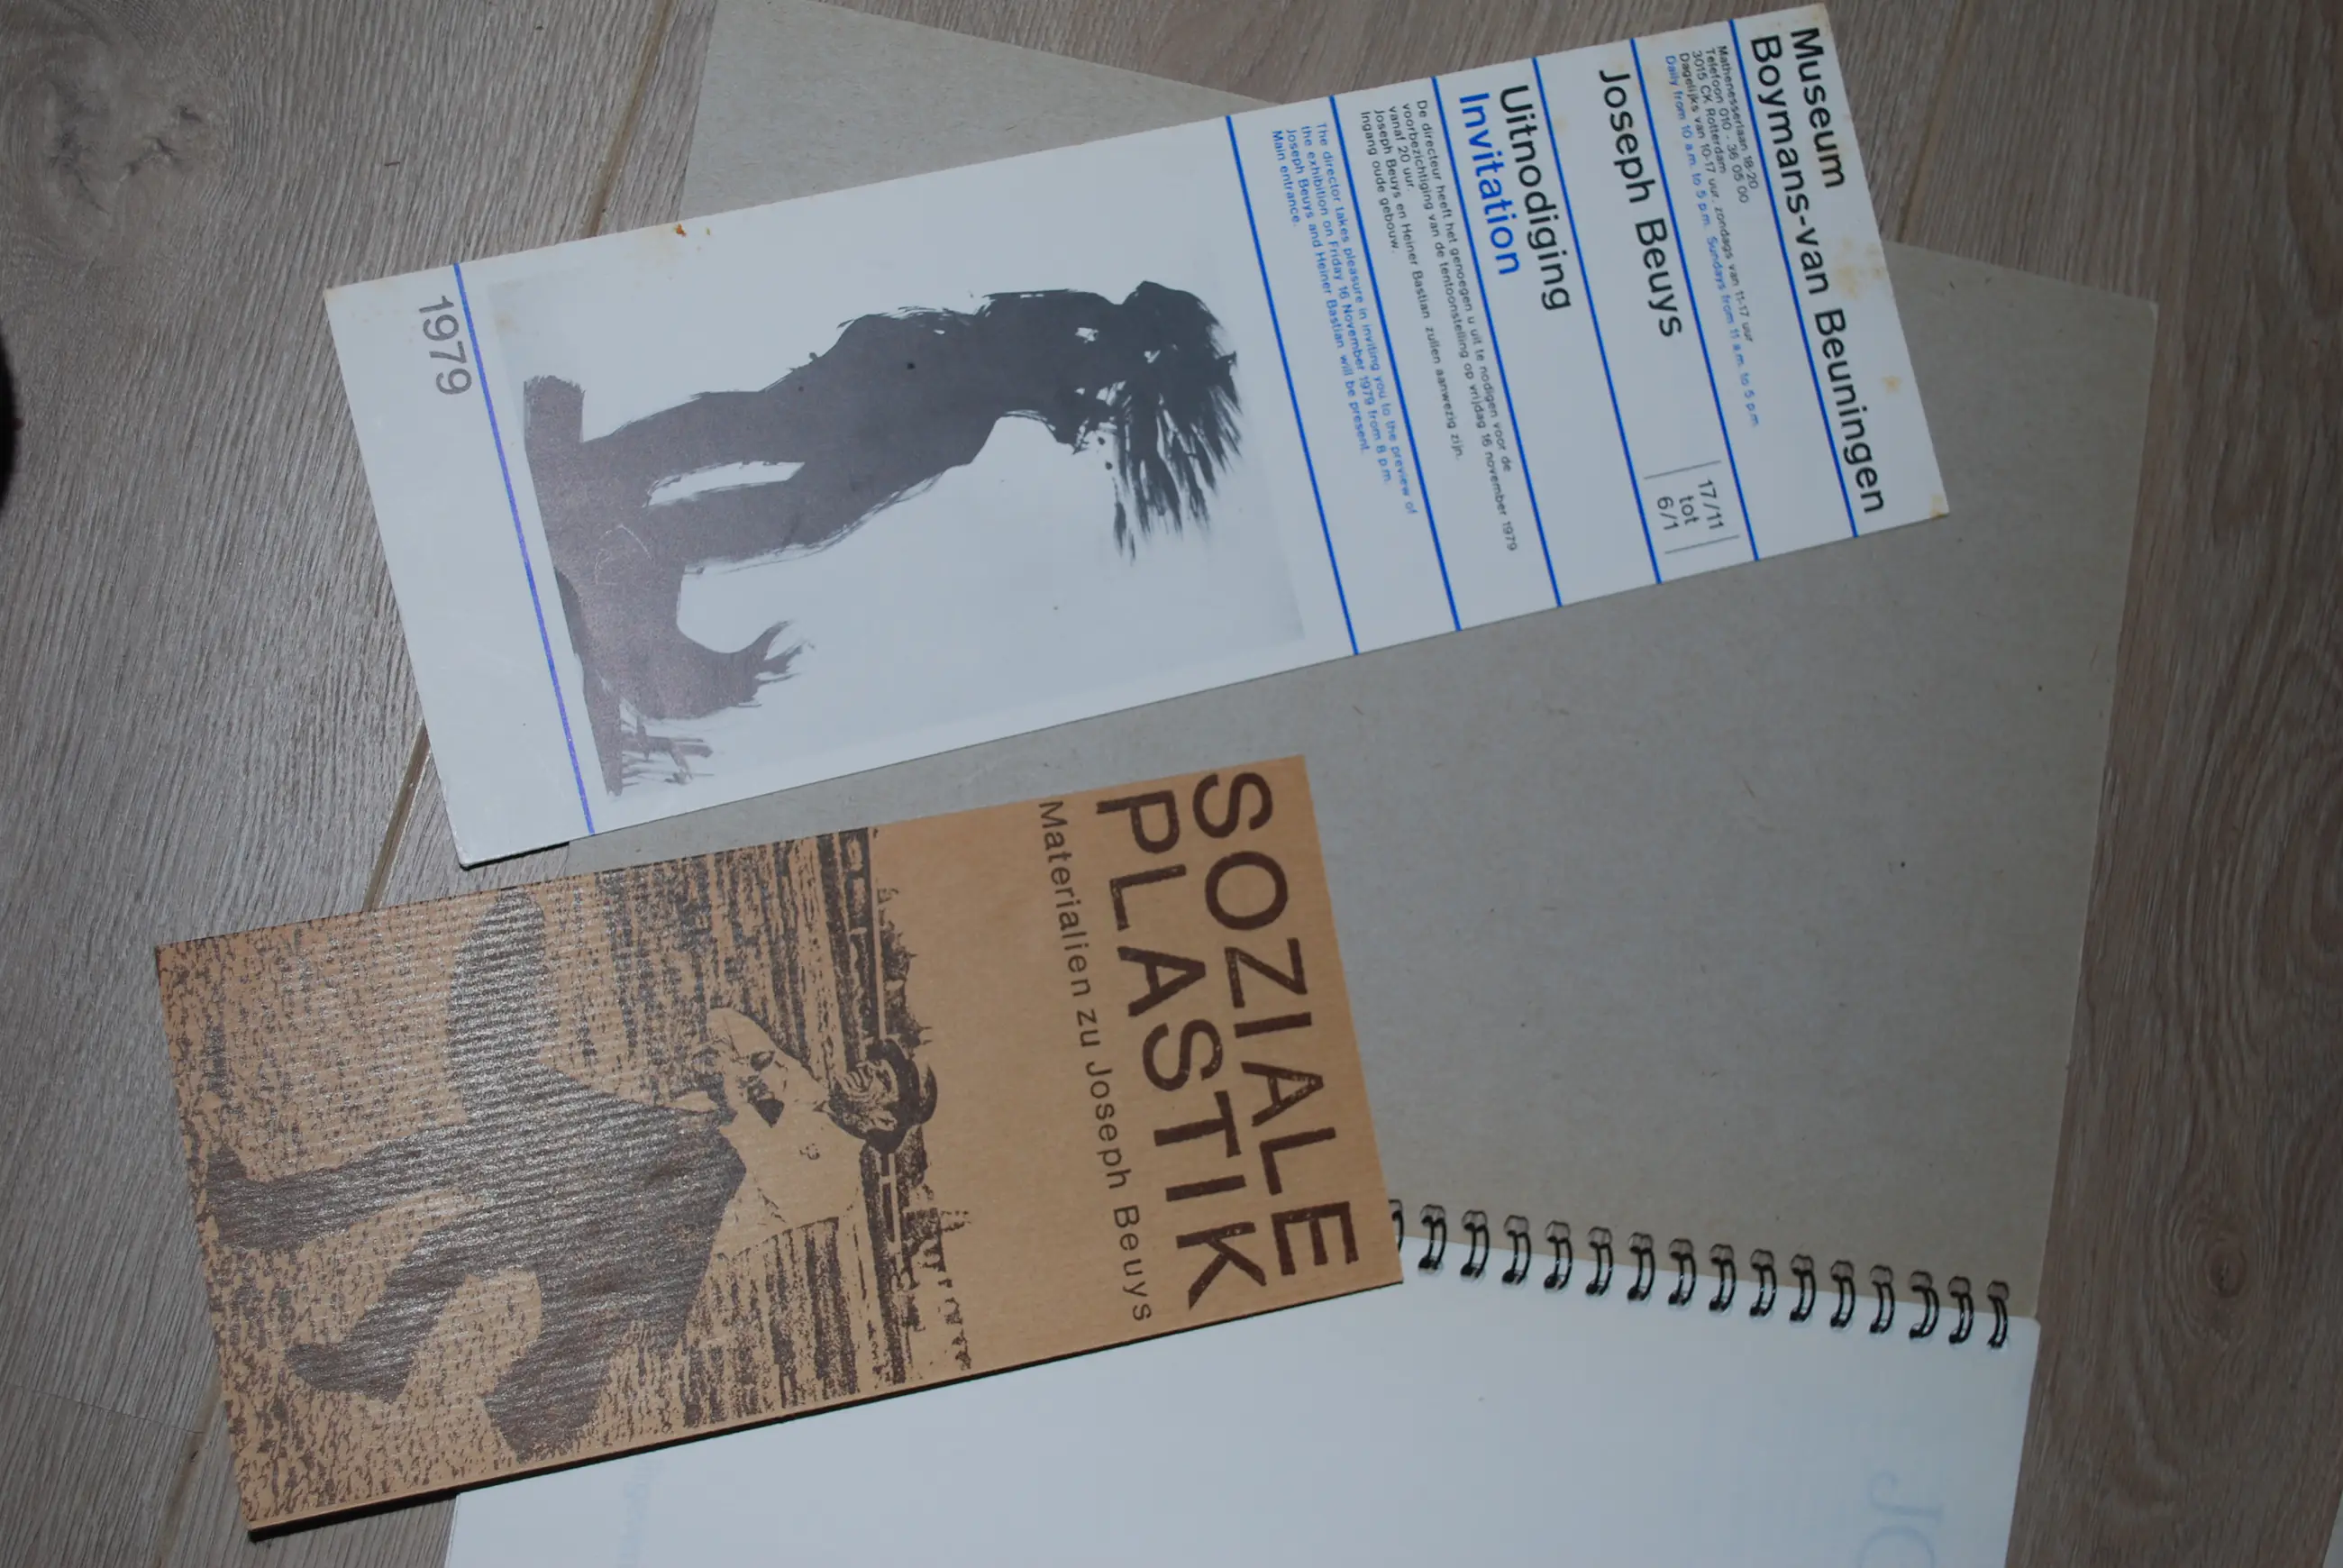 Museum
Boymans-van Beuningen
Mathenesserlaan 18-20
Telefoon 010 - 36 05 00
3015 CK Rotterdam
Dagelijks van 10-17 uur, zondags van 11-17 uur
Daily from 10 a.m. to 5 p.m. Sundays from 11 a.m. to 5 p.m.
Joseph Beuys
17/11
tot
6/1
Uitnodiging
Invitation
De directeur heeft het genoegen u uit te nodigen voor de
voorbezichtiging van de tentoonstelling op vrijdag 16 november 1979
vanaf 20 uur.
Joseph Beuys en Heiner Bastian zullen aanwezig zijn.
Ingang oude gebouw.
The director takes pleasure in inviting you to the preview of
the exhibition on Friday 16 November 1979 from 8 p.m.
Joseph Beuys and Heiner Bastian will be present.
Main entrance.
1979
SOZIALE
PLASTIK
Materialien zu Joseph Beuys
JO